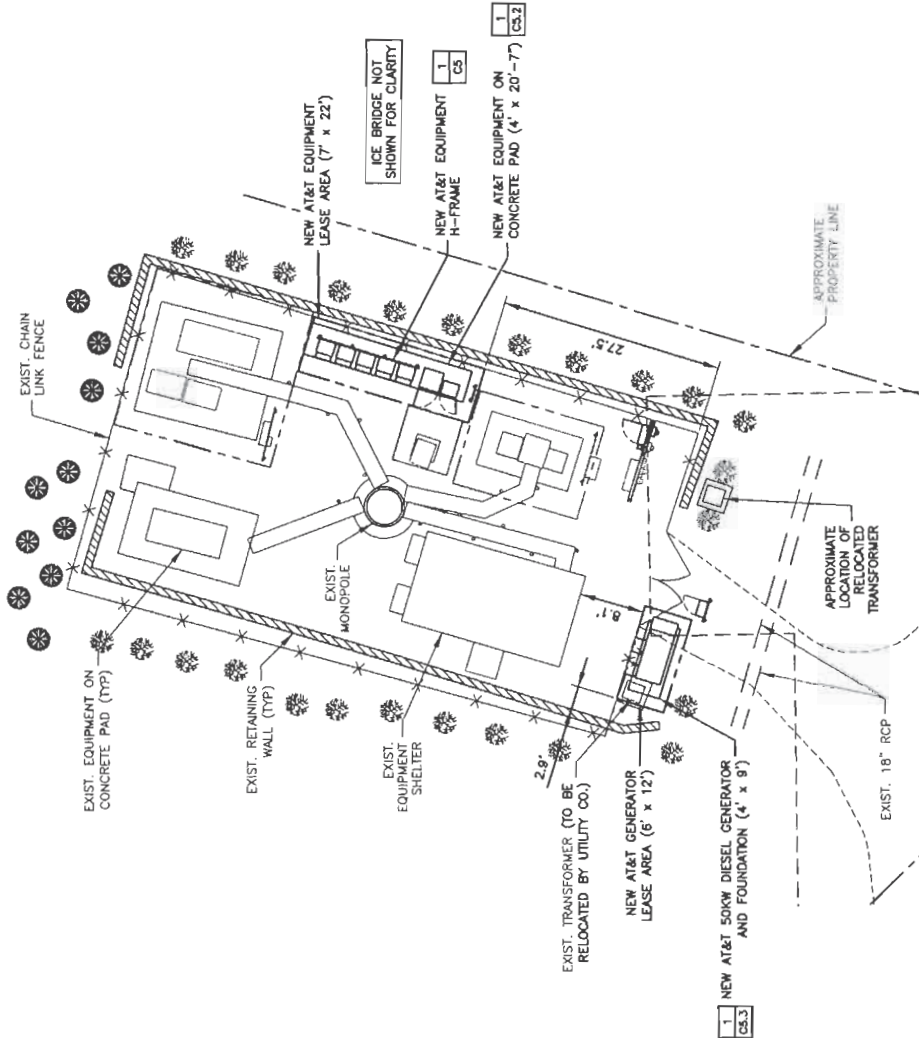 EXIST. CHAIN
LINK FENCE
NEW AT&T EQUIPMENT
LEASE AREA (7' x 22')
ICE BRIDGE NOT
SHOWN FOR CLARITY
NEW AT&T EQUIPMENT
H-FRAME
1
C5
NEW AT&T EQUIPMENT ON
CONCRETE PAD (4' x 20'-7")
1
C5.2
EXIST. EQUIPMENT ON
CONCRETE PAD (TYP)
EXIST. RETAINING
WALL (TYP)
EXIST.
MONOPOLE
EXIST.
EQUIPMENT
SHELTER
27.5'
APPROXIMATE
PROPERTY LINE
8.1'
2.9'
APPROXIMATE
LOCATION OF
RELOCATED
TRANSFORMER
EXIST. TRANSFORMER (TO BE
RELOCATED BY UTILITY CO.)
NEW AT&T GENERATOR
LEASE AREA (6' x 12')
1
C5.3
NEW AT&T 50KW DIESEL GENERATOR
AND FOUNDATION (4' x 9')
EXIST. 18" RCP